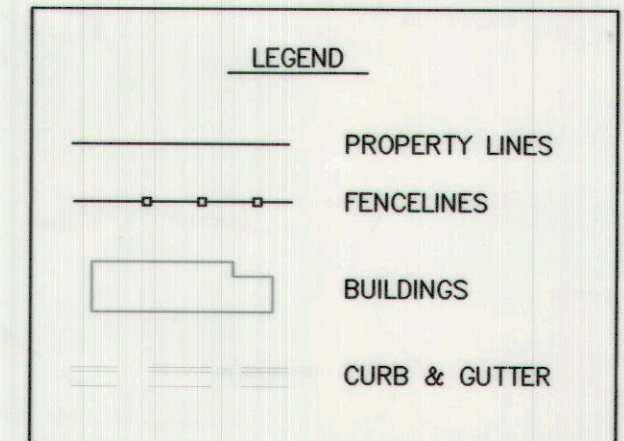 LEGEND
PROPERTY LINES
FENCELINES
BUILDINGS
CURB & GUTTER